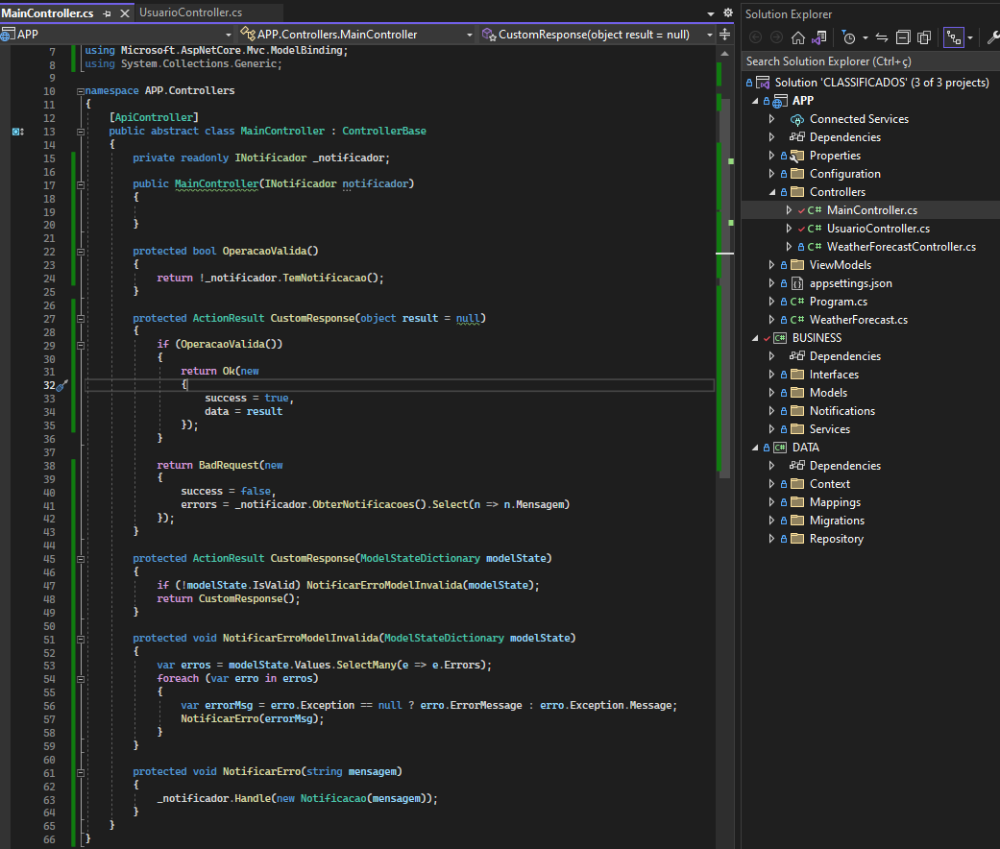 MainController.cs
UsuarioController.cs
APP
APP.Controllers.MainController
CustomResponse(object result = null)
7 using Microsoft.AspNetCore.Mvc.ModelBinding;
8 using System.Collections.Generic;
9
10 namespace APP.Controllers
11 {
12 [ApiController]
13 public abstract class MainController : ControllerBase
14 {
15 private readonly INotificador _notificador;
16
17 public MainController(INotificador notificador)
18 {
19
20 }
21
22 protected bool OperacaoValida()
23 {
24 return !_notificador.TemNotificacao();
25 }
26
27 protected ActionResult CustomResponse(object result = null)
28 {
29 if (OperacaoValida())
30 {
31 return Ok(new
32 {
33 success = true,
34 data = result
35 });
36 }
37
38 return BadRequest(new
39 {
40 success = false,
41 errors = _notificador.ObterNotificacoes().Select(n => n.Mensagem)
42 });
43 }
44
45 protected ActionResult CustomResponse(ModelStateDictionary modelState)
46 {
47 if (!modelState.IsValid) NotificarErroModelInvalida(modelState);
48 return CustomResponse();
49 }
50
51 protected void NotificarErroModelInvalida(ModelStateDictionary modelState)
52 {
53 var erros = modelState.Values.SelectMany(e => e.Errors);
54 foreach (var erro in erros)
55 {
56 var errorMsg = erro.Exception == null ? erro.ErrorMessage : erro.Exception.Message;
57 NotificarErro(errorMsg);
58 }
59 }
60
61 protected void NotificarErro(string mensagem)
62 {
63 _notificador.Handle(new Notificacao(mensagem));
64 }
65 }
66 }
Solution Explorer
Search Solution Explorer (Ctrl+ç)
Solution 'CLASSIFICADOS' (3 of 3 projects)
APP
Connected Services
Dependencies
Properties
Configuration
Controllers
C# MainController.cs
C# UsuarioController.cs
C# WeatherForecastController.cs
ViewModels
appsettings.json
C# Program.cs
C# WeatherForecast.cs
C# BUSINESS
Dependencies
Interfaces
Models
Notifications
Services
C# DATA
Dependencies
Context
Mappings
Migrations
Repository